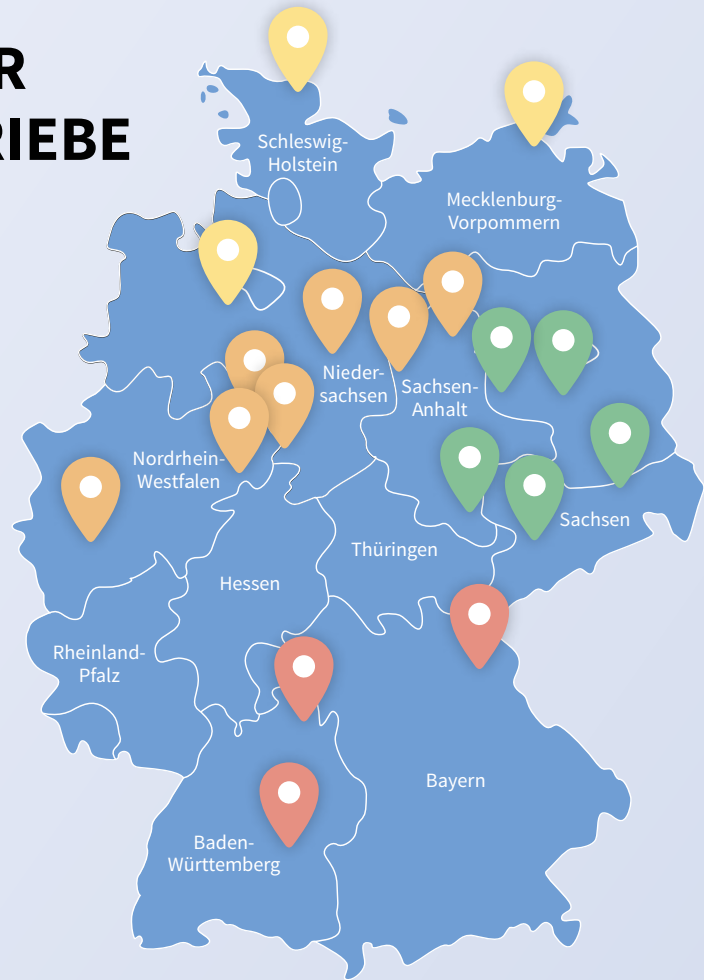 R
RIEBE
Schleswig-
Holstein
Mecklenburg-
Vorpommern
Nieder-
sachsen
Sachsen-
Anhalt
Nordrhein-
Westfalen
Sachsen
Thüringen
Hessen
Rheinland-
Pfalz
Bayern
Baden-
Württemberg